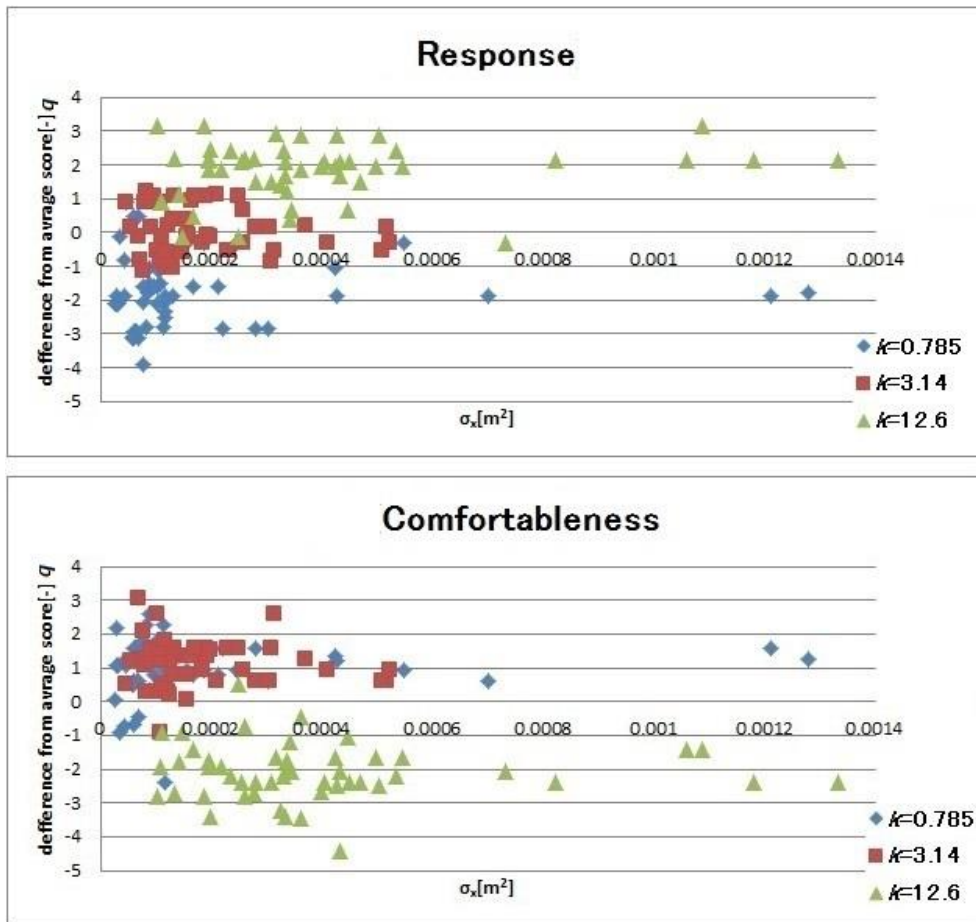 Response
defference from avrage score[-] q
4
3
2
1
0
-1
-2
-3
-4
-5
0 0.0002 0.0004 0.0006 0.0008 0.001 0.0012 0.0014
σx[m²]
k=0.785
k=3.14
k=12.6
Comfortableness
defference from avrage score[-] q
4
3
2
1
0
-1
-2
-3
-4
-5
0 0.0002 0.0004 0.0006 0.0008 0.001 0.0012 0.0014
σx[m²]
k=0.785
k=3.14
k=12.6